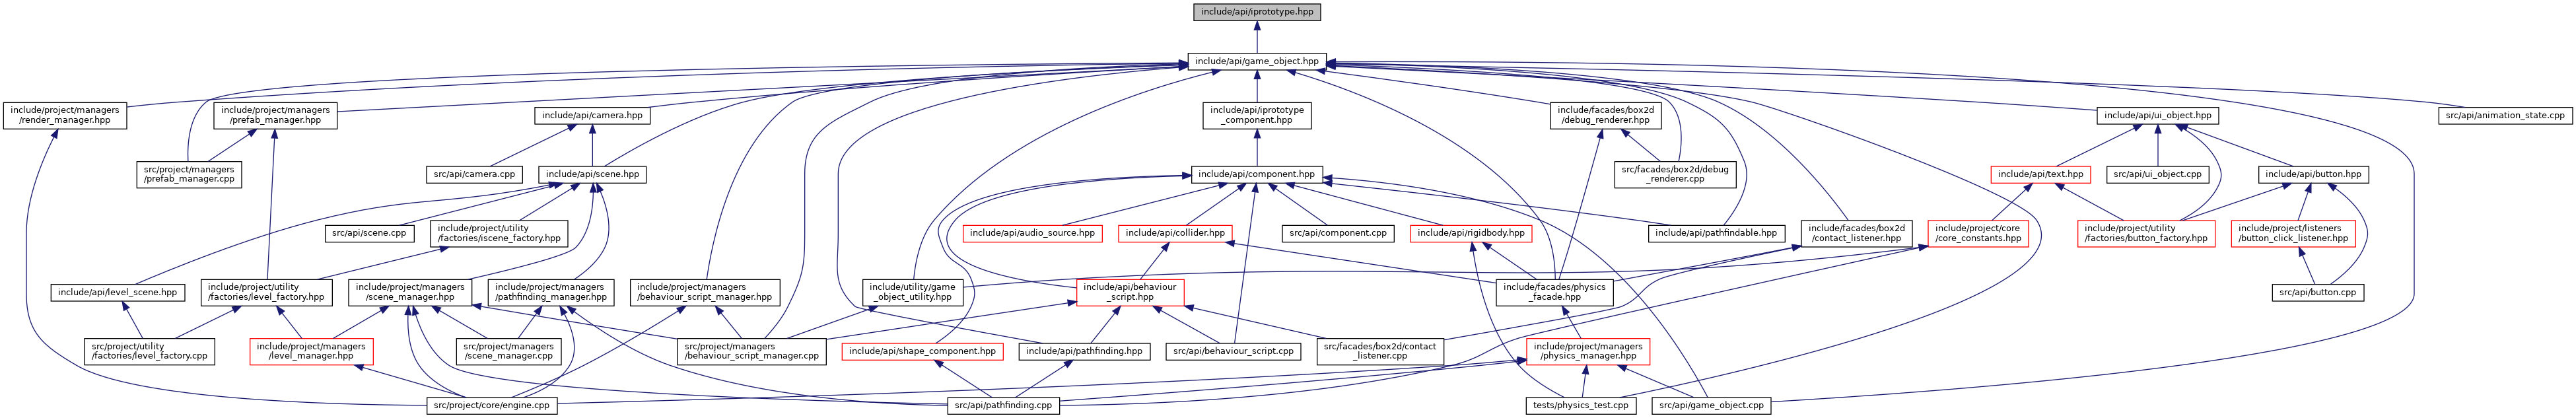 include/api/iprototype.hpp
include/api/game_object.hpp
include/project/managers
/render_manager.hpp
include/project/managers
/prefab_manager.hpp
include/api/camera.hpp
include/api/iprototype
_component.hpp
include/facades/box2d
/debug_renderer.hpp
include/api/ui_object.hpp
src/api/animation_state.cpp
src/project/managers
/prefab_manager.cpp
src/api/camera.cpp
include/api/scene.hpp
include/api/component.hpp
src/facades/box2d/debug
_renderer.cpp
include/api/text.hpp
src/api/ui_object.cpp
include/api/button.hpp
src/api/scene.cpp
include/project/utility
/factories/iscene_factory.hpp
include/api/audio_source.hpp
include/api/collider.hpp
src/api/component.cpp
include/api/rigidbody.hpp
include/api/pathfindable.hpp
include/facades/box2d
/contact_listener.hpp
include/project/core
/core_constants.hpp
include/project/utility
/factories/button_factory.hpp
include/project/listeners
/button_click_listener.hpp
include/api/level_scene.hpp
include/project/utility
/factories/level_factory.hpp
include/project/managers
/scene_manager.hpp
include/project/managers
/pathfinding_manager.hpp
include/project/managers
/behaviour_script_manager.hpp
include/utility/game
_object_utility.hpp
include/api/behaviour
_script.hpp
include/facades/physics
_facade.hpp
src/api/button.cpp
src/project/utility
/factories/level_factory.cpp
include/project/managers
/level_manager.hpp
src/project/managers
/scene_manager.cpp
src/project/managers
/behaviour_script_manager.cpp
include/api/shape_component.hpp
include/api/pathfinding.hpp
src/api/behaviour_script.cpp
src/facades/box2d/contact
_listener.cpp
include/project/managers
/physics_manager.hpp
src/project/core/engine.cpp
src/api/pathfinding.cpp
tests/physics_test.cpp
src/api/game_object.cpp